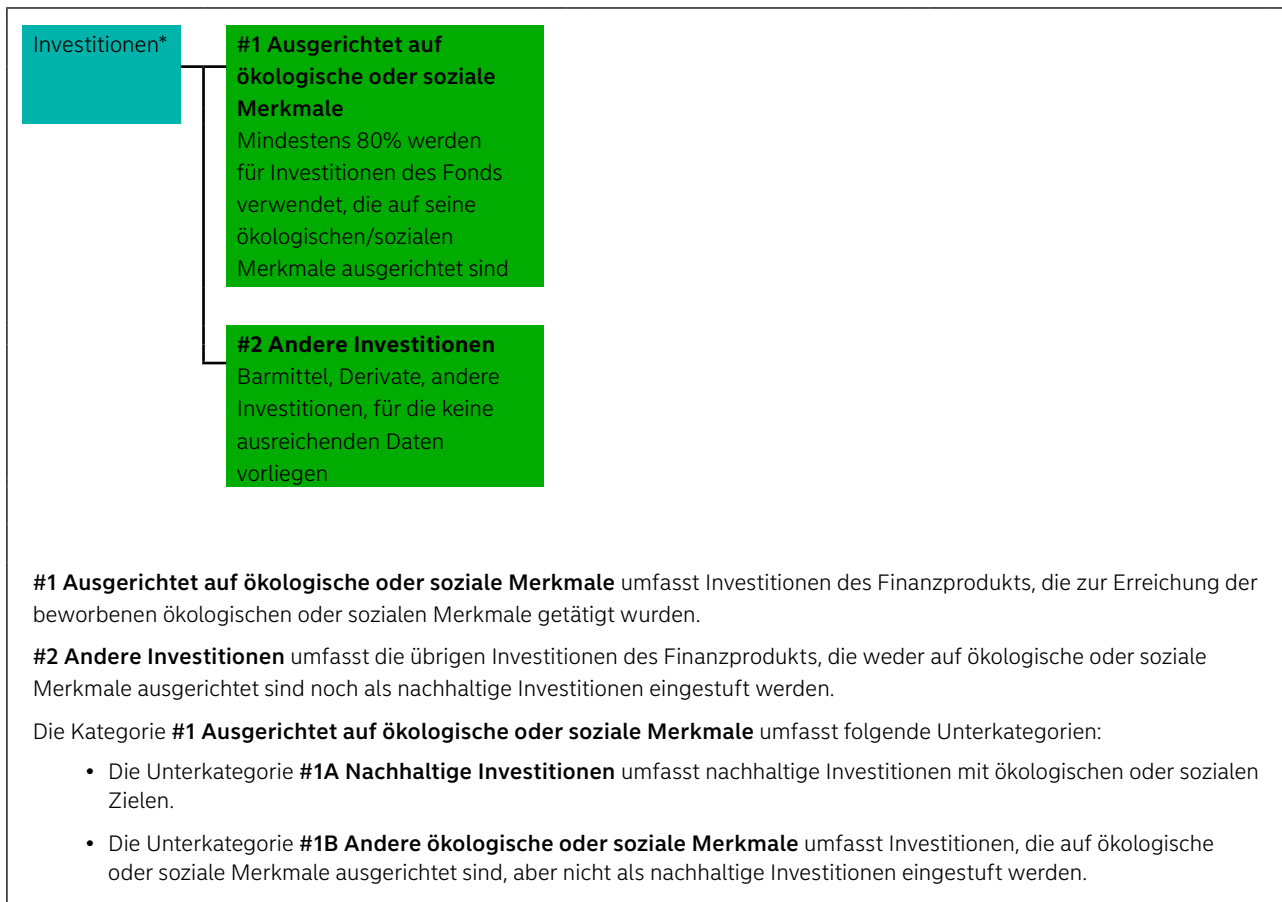 Investitionen*
#1 Ausgerichtet auf
ökologische oder soziale
Merkmale
Mindestens 80% werden
für Investitionen des Fonds
verwendet, die auf seine
ökologischen/sozialen
Merkmale ausgerichtet sind
#2 Andere Investitionen
Barmittel, Derivate, andere
Investitionen, für die keine
ausreichenden Daten
vorliegen
#1 Ausgerichtet auf ökologische oder soziale Merkmale umfasst Investitionen des Finanzprodukts, die zur Erreichung der
beworbenen ökologischen oder sozialen Merkmale getätigt wurden.
#2 Andere Investitionen umfasst die übrigen Investitionen des Finanzprodukts, die weder auf ökologische oder soziale
Merkmale ausgerichtet sind noch als nachhaltige Investitionen eingestuft werden.
Die Kategorie #1 Ausgerichtet auf ökologische oder soziale Merkmale umfasst folgende Unterkategorien:
• Die Unterkategorie #1A Nachhaltige Investitionen umfasst nachhaltige Investitionen mit ökologischen oder sozialen
Zielen.
• Die Unterkategorie #1B Andere ökologische oder soziale Merkmale umfasst Investitionen, die auf ökologische
oder soziale Merkmale ausgerichtet sind, aber nicht als nachhaltige Investitionen eingestuft werden.